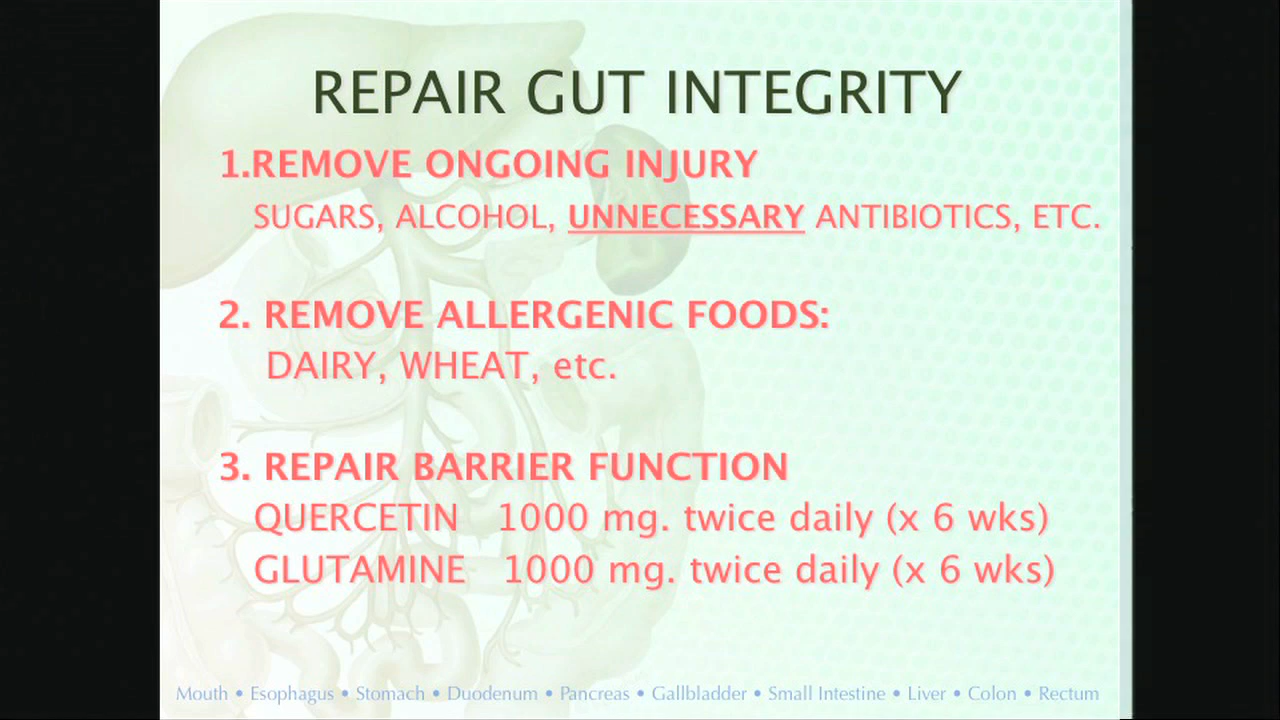 REPAIR GUT INTEGRITY
1.REMOVE ONGOING INJURY
SUGARS, ALCOHOL, UNNECESSARY ANTIBIOTICS, ETC.
2. REMOVE ALLERGENIC FOODS:
DAIRY, WHEAT, etc.
3. REPAIR BARRIER FUNCTION
QUERCETIN 1000 mg. twice daily (x 6 wks)
GLUTAMINE 1000 mg. twice daily (x 6 wks)
Mouth • Esophagus • Stomach • Duodenum • Pancreas • Gallbladder • Small Intestine • Liver • Colon • Rectum